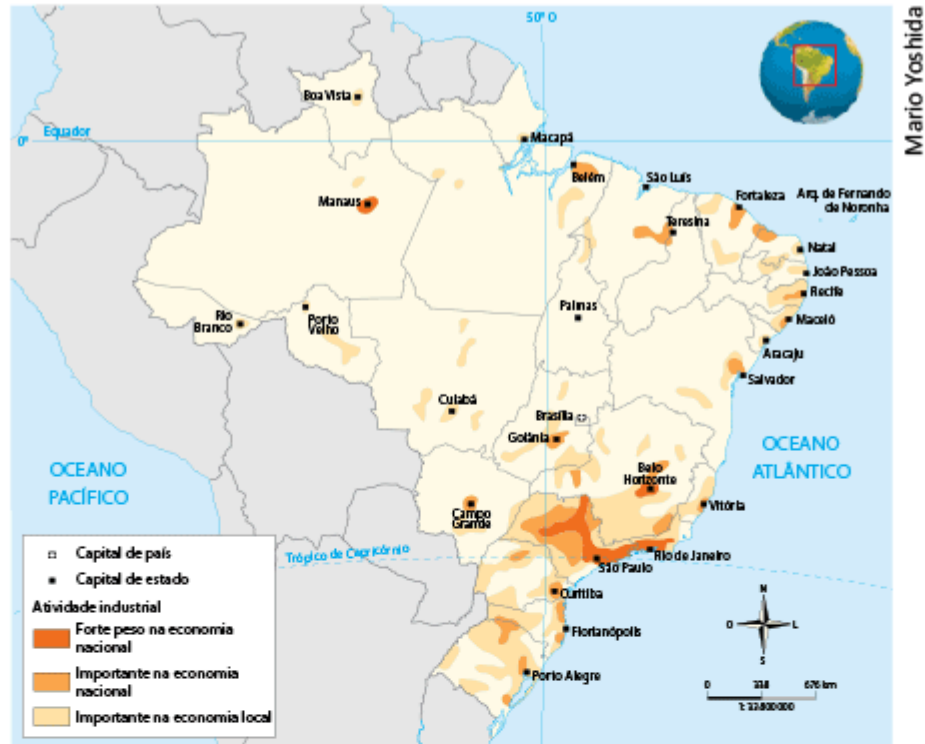 50° O
Mario Yoshida
Boa Vista
0°
Equador
Macapá
Belém
São Luís
Fortaleza
Arq. de Fernando
de Noronha
Manaus
Teresina
Natal
João Pessoa
Recife
Palmas
Maceió
Porto
Velho
Rio
Branco
Aracaju
Salvador
Cuiabá
Brasília
Goiânia
OCEANO
PACÍFICO
OCEANO
ATLÂNTICO
Belo
Horizonte
Campo
Grande
Vitória
Trópico de Capricórnio
Rio de Janeiro
São Paulo
Curitiba
Florianópolis
Porto Alegre
Capital de país
Capital de estado
Atividade industrial
Forte peso na economia
nacional
Importante na economia
nacional
Importante na economia local
N
O
L
S
0
338
676 km
1: 33 800 000